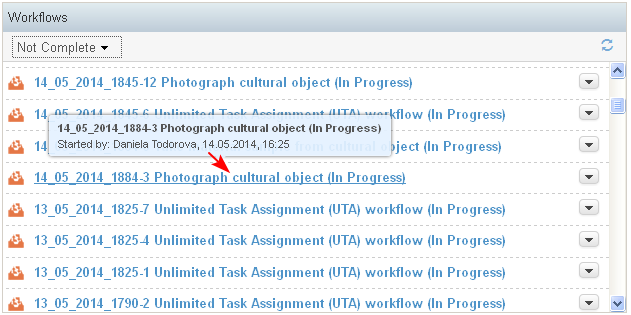 Workflows
Not Complete
14_05_2014_1845-12 Photograph cultural object (In Progress)
14_05_2014_1845-6 Unlimited Task Assignment (UTA) workflow (In Progress)
14_05_2014_1884-3 Photograph cultural object (In Progress)
Started by: Daniela Todorova, 14.05.2014, 16:25
14 from cultural object (In Progress)
14_05_2014_1884-3 Photograph cultural object (In Progress)
13_05_2014_1825-7 Unlimited Task Assignment (UTA) workflow (In Progress)
13_05_2014_1825-4 Unlimited Task Assignment (UTA) workflow (In Progress)
13_05_2014_1825-1 Unlimited Task Assignment (UTA) workflow (In Progress)
13_05_2014_1790-2 Unlimited Task Assignment (UTA) workflow (In Progress)